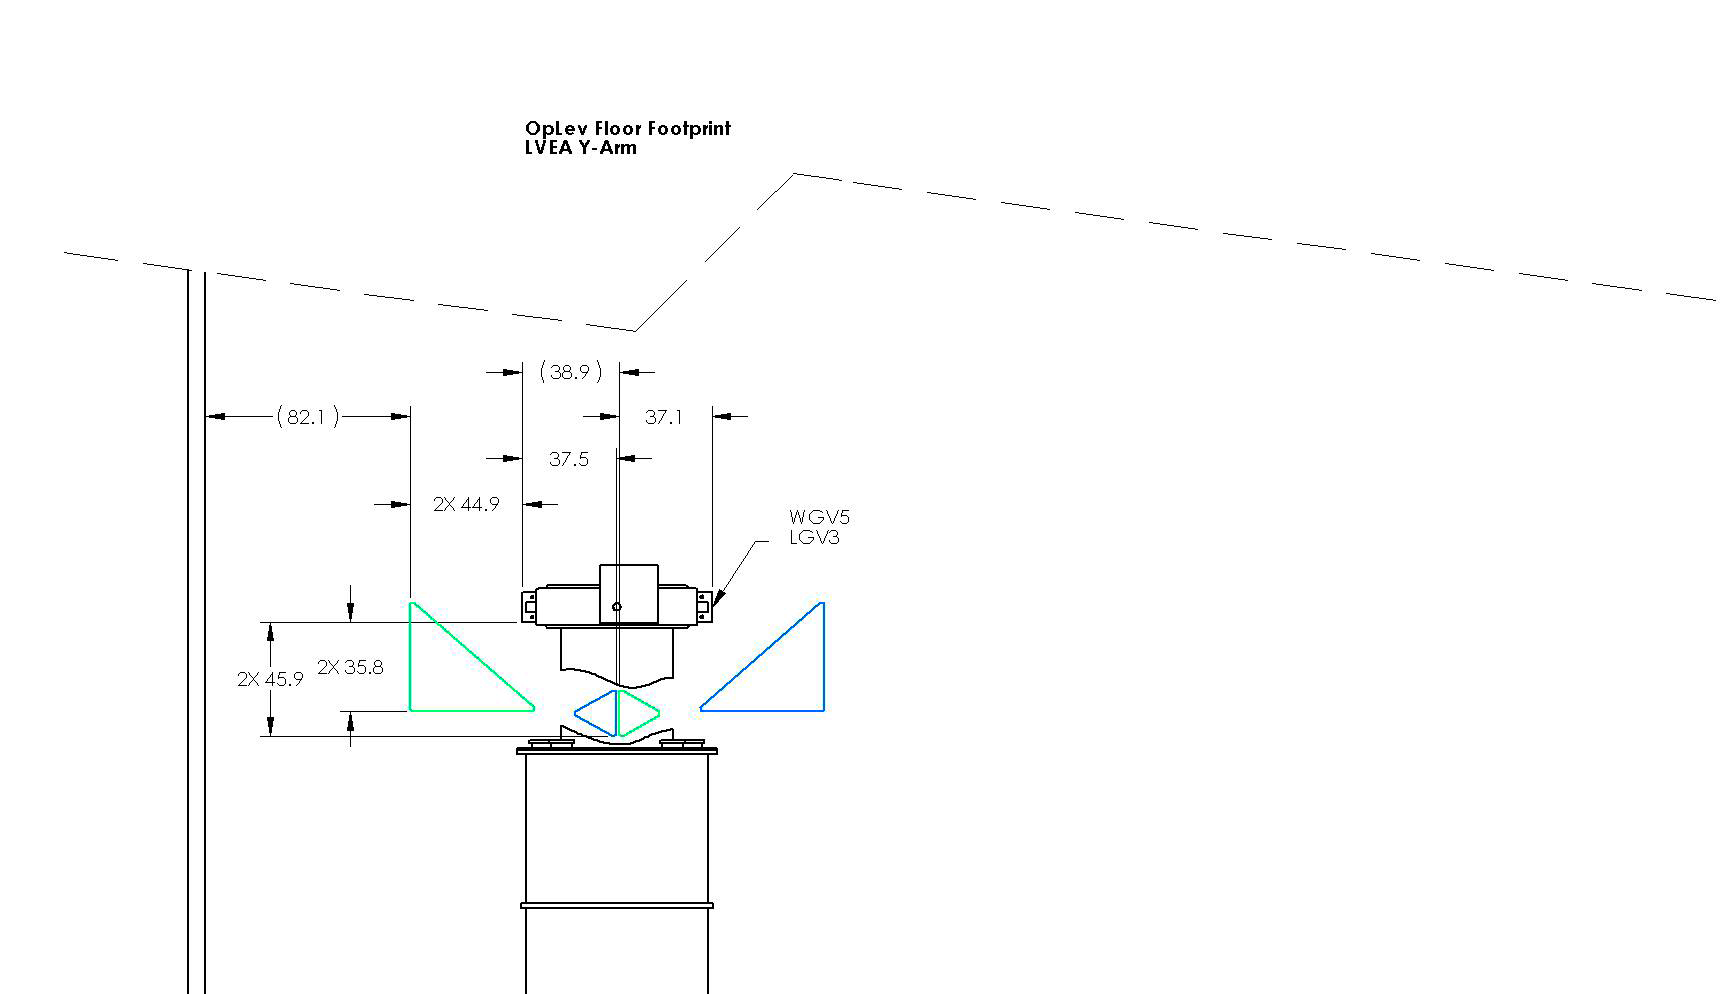 OpLev Floor Footprint
LVEA Y-Arm
(38.9)
(82.1)
37.1
37.5
2X 44.9
WGV5
LGV3
2X 35.8
2X 45.9